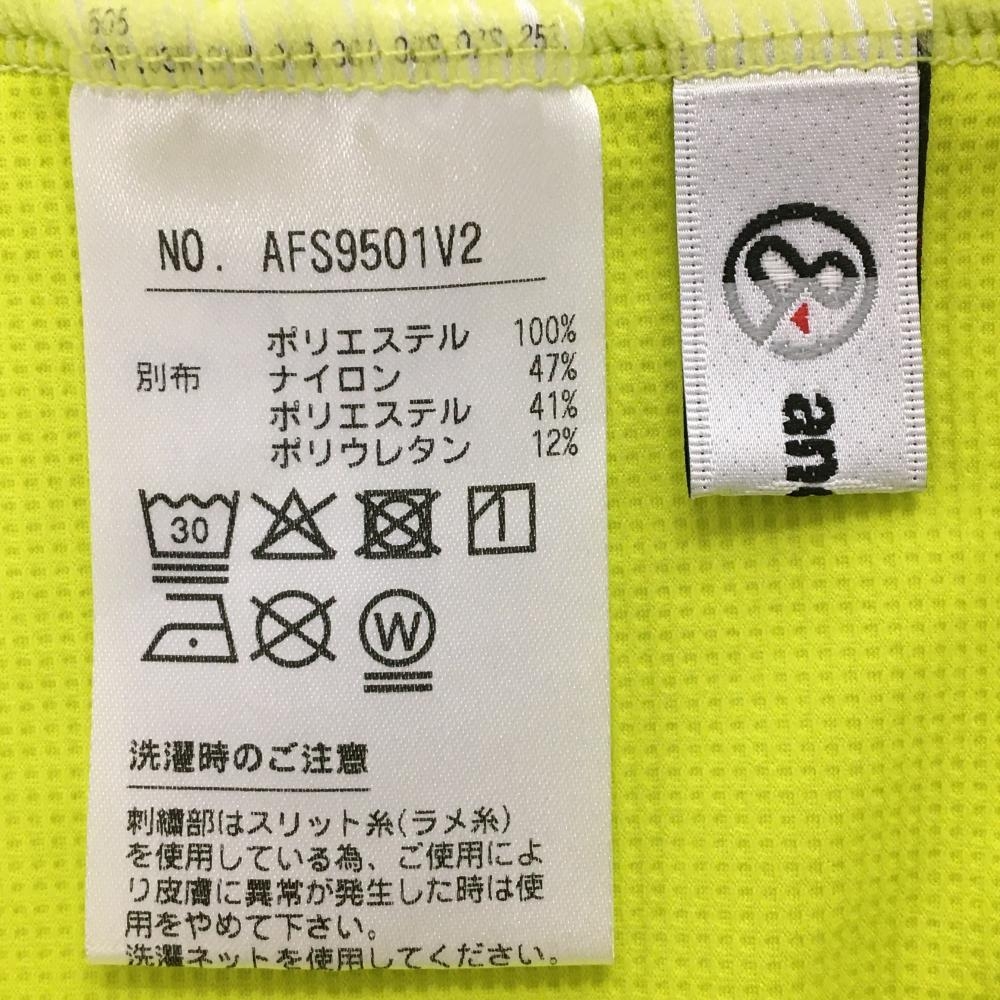 NO. AFS9501V2
ポリエステル 100%
別布 ナイロン 47%
ポリエステル 41%
ポリウレタン 12%
30
W
洗濯時のご注意
刺繍部はスリット糸(ラメ糸)
を使用している為、ご使用によ
り皮膚に異常が発生した時は使
用をやめて下さい。
洗濯ネットを使用してください。
an